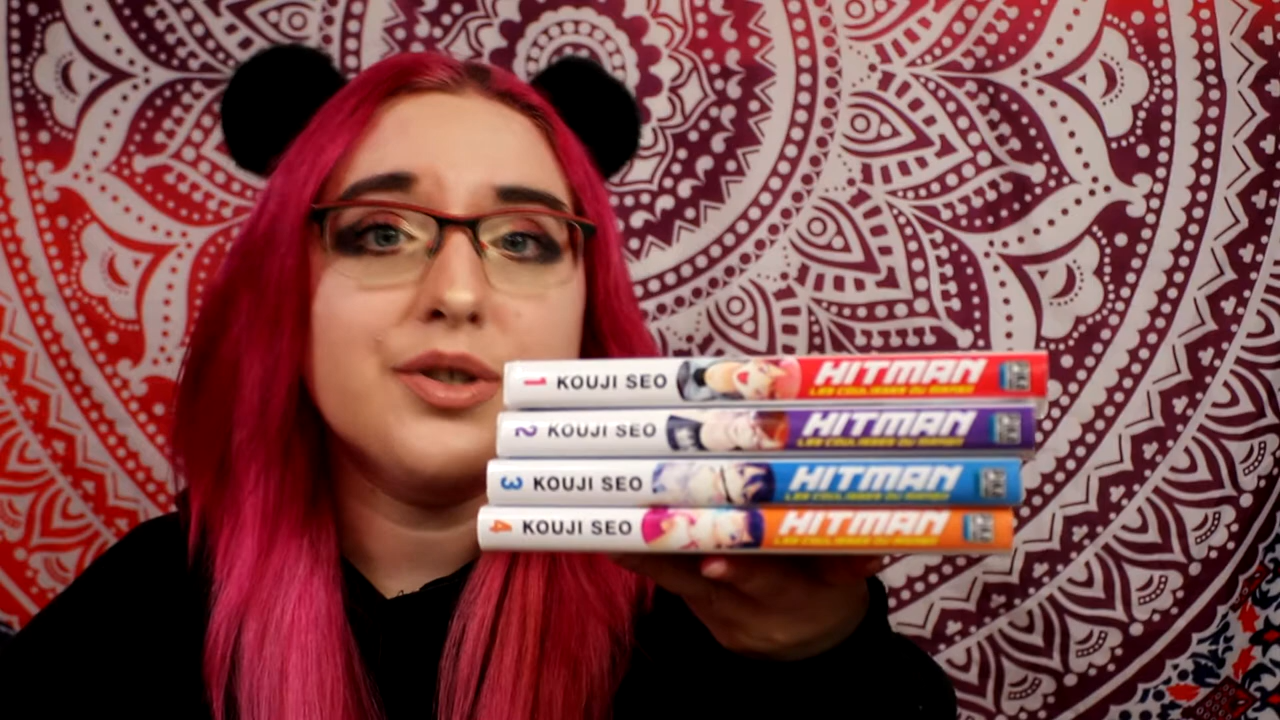 1 KOUJI SEO HITMAN
LES COULISSES DU MANGA
2 KOUJI SEO HITMAN
LES COULISSES DU MANGA
3 KOUJI SEO HITMAN
LES COULISSES DU MANGA
4 KOUJI SEO HITMAN
LES COULISSES DU MANGA